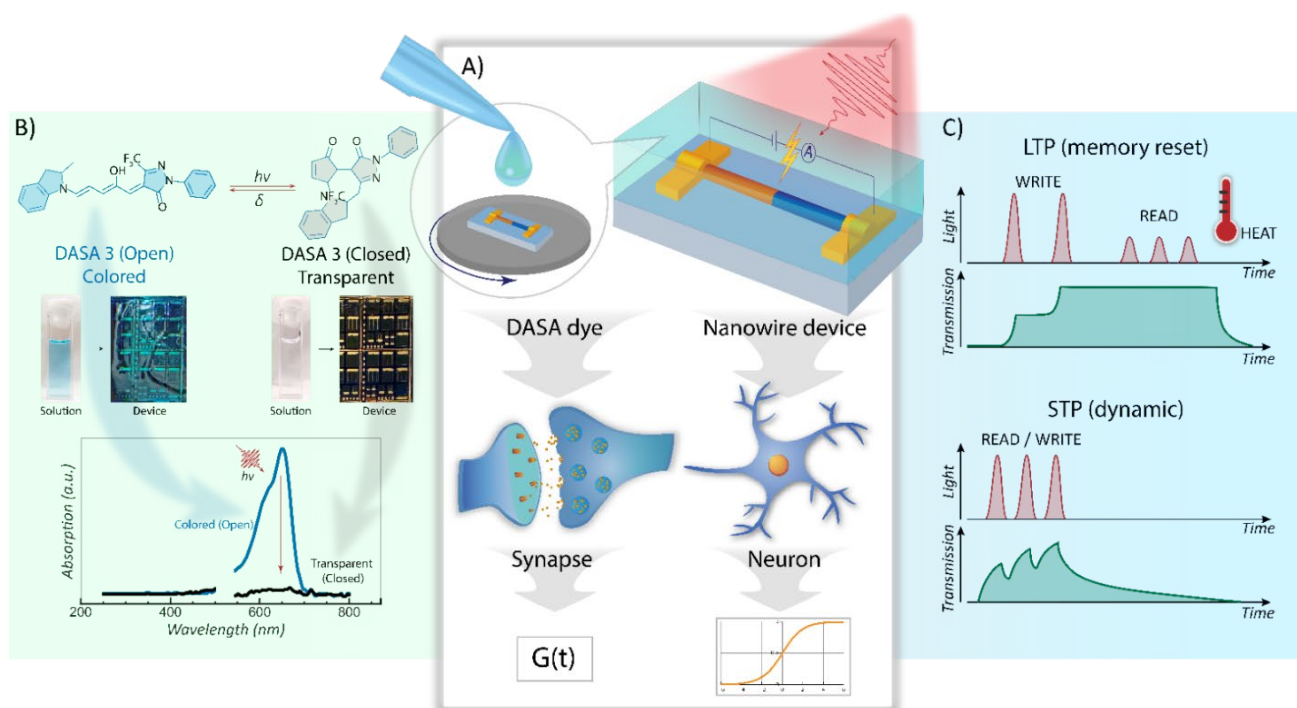 A)
A
DASA dye
Nanowire device
Synapse
Neuron
G(t)
B)
F₃C
OH
N
N
N
O
hν
δ
O
O
N
N
F₃C
DASA 3 (Open)
Colored
DASA 3 (Closed)
Transparent
Solution
Device
Solution
Device
Absorption (a.u.)
hν
Colored (Open)
Transparent
(Closed)
200
400
600
800
Wavelength (nm)
C)
LTP (memory reset)
WRITE
READ
HEAT
Light
Time
Transmission
Time
STP (dynamic)
READ / WRITE
Light
Time
Transmission
Time